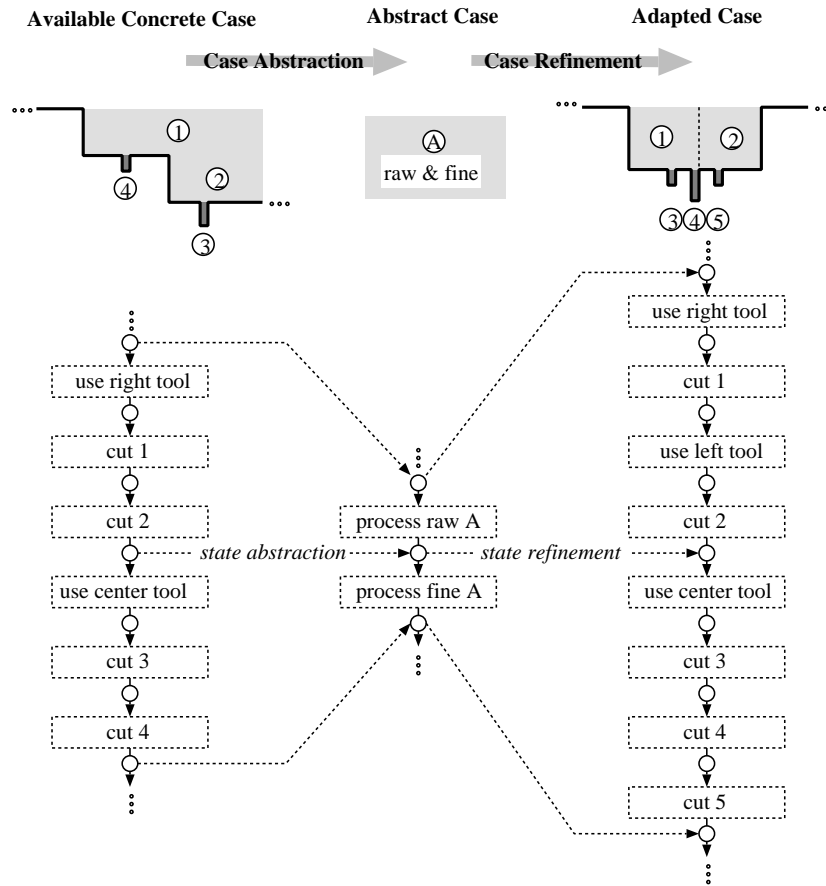 Available Concrete Case
Abstract Case
Adapted Case
Case Abstraction
Case Refinement
1
4
2
3
A
raw & fine
1
2
3 4 5
use right tool
cut 1
cut 2
state abstraction
use center tool
cut 3
cut 4
process raw A
state refinement
process fine A
use right tool
cut 1
use left tool
cut 2
use center tool
cut 3
cut 4
cut 5